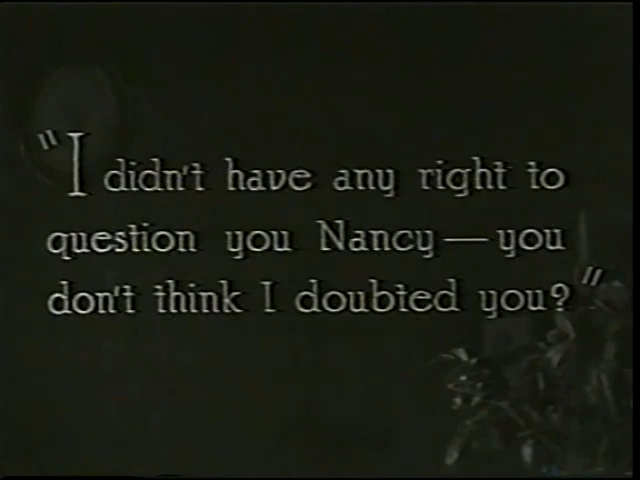 "I didn't have any right to
question you Nancy — you
don't think I doubted you?"